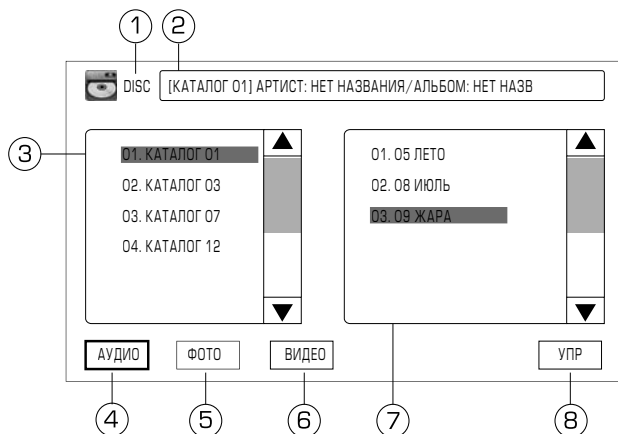 1 2
DISC [КАТАЛОГ 01] АРТИСТ: НЕТ НАЗВАНИЯ/АЛЬБОМ: НЕТ НАЗВ
3
01. КАТАЛОГ 01
02. КАТАЛОГ 03
03. КАТАЛОГ 07
04. КАТАЛОГ 12
01. 05 ЛЕТО
02. 08 ИЮЛЬ
03. 09 ЖАРА
АУДИО ФОТО ВИДЕО УПР
4 5 6 7 8